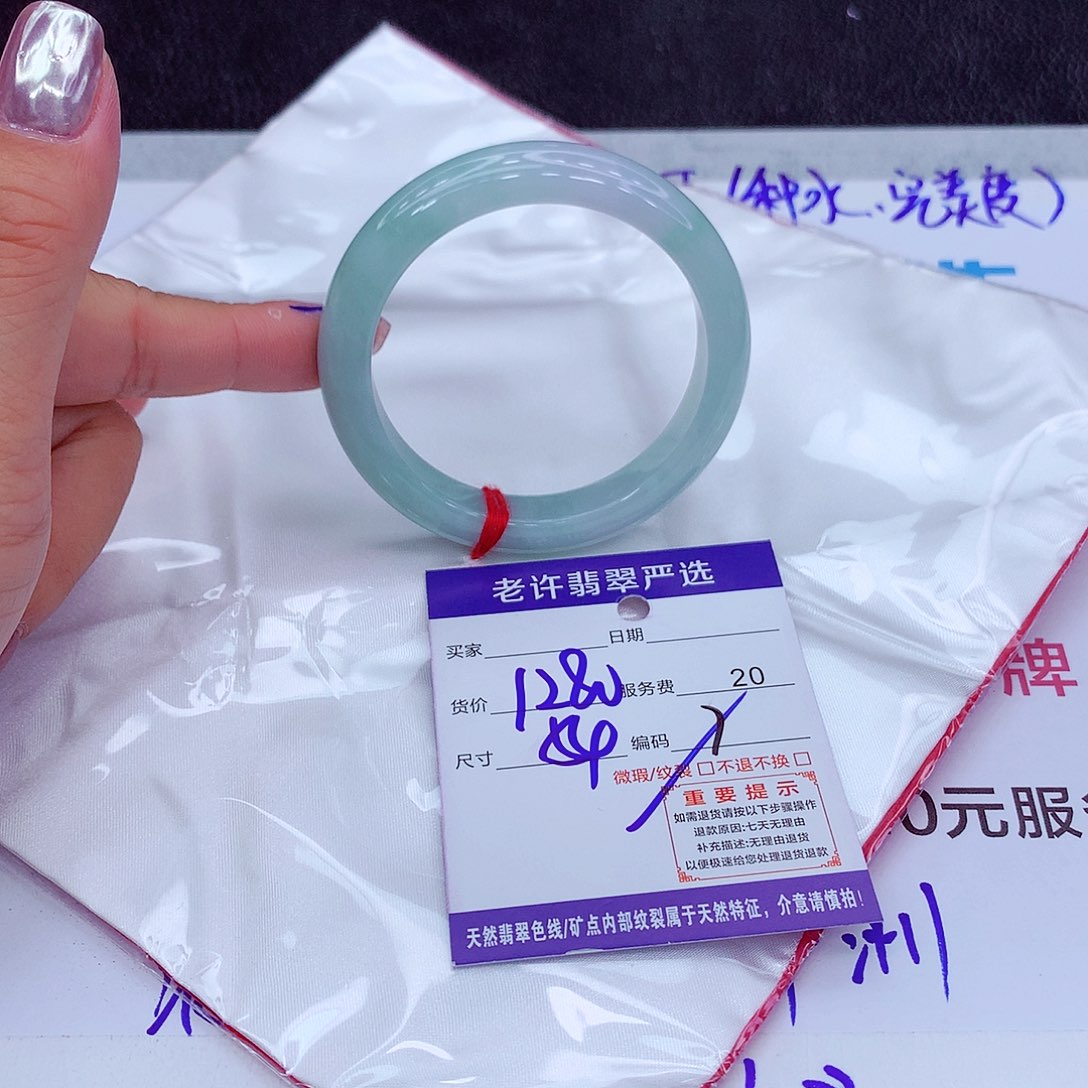 (种水、完美度)
老许翡翠严选
买家 日期
货价 1280 服务费 20
尺寸 54 编码
微瑕/纹裂 □不退不换 □
重要提示
如需退货请按以下步骤操作
退款原因:七天无理由
补充描述:无理由退货
以便极速给您处理退货退款
天然翡翠色线/矿点内部纹裂属于天然特征，介意请慎拍!
牌
0元服务